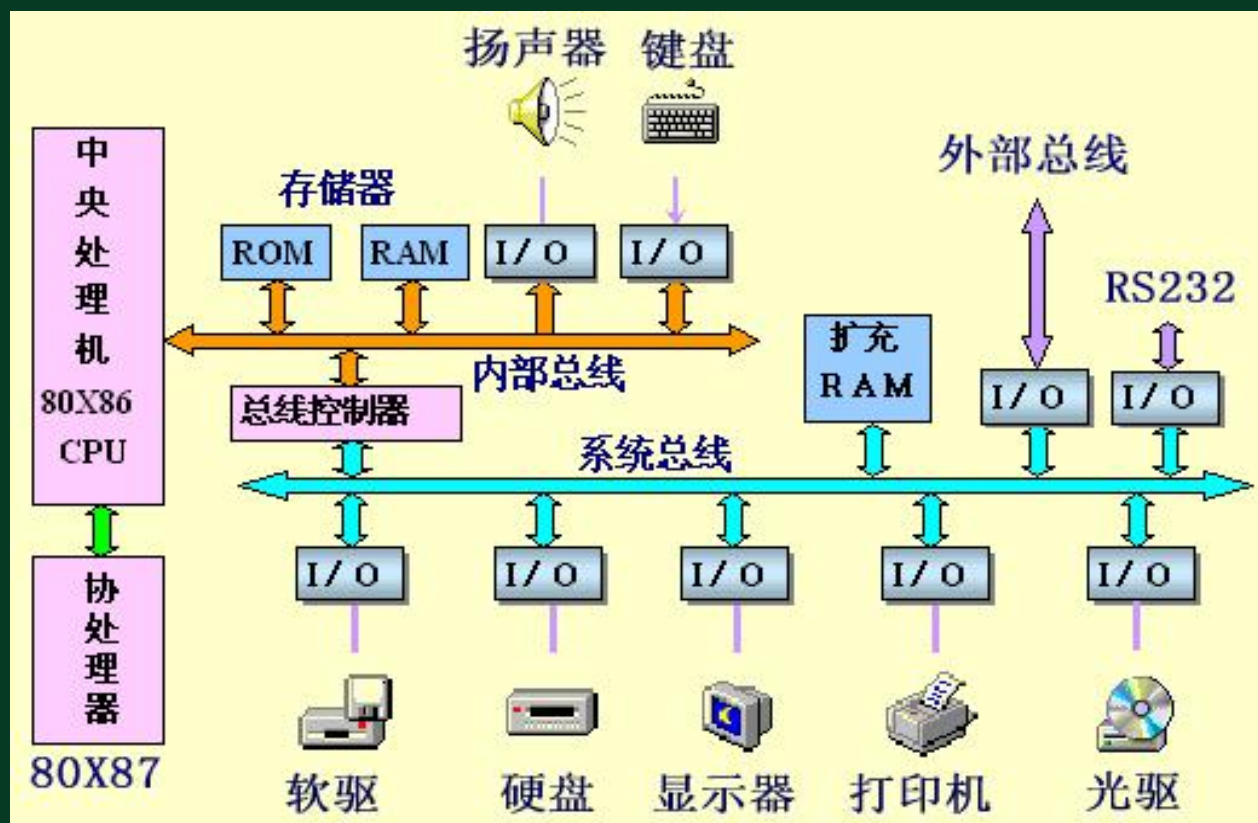 扬声器 键盘
中央处理机
80X86
CPU
存储器
外部总线
ROM RAM I/O I/O
RS232
内部总线
扩充
RAM
I/O I/O
总线控制器
系统总线
I/O I/O I/O I/O I/O
协处理器
80X87
软驱 硬盘 显示器 打印机 光驱